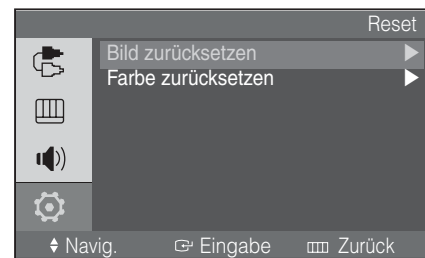 Reset
Bild zurücksetzen
Farbe zurücksetzen
Navig. Eingabe Zurück